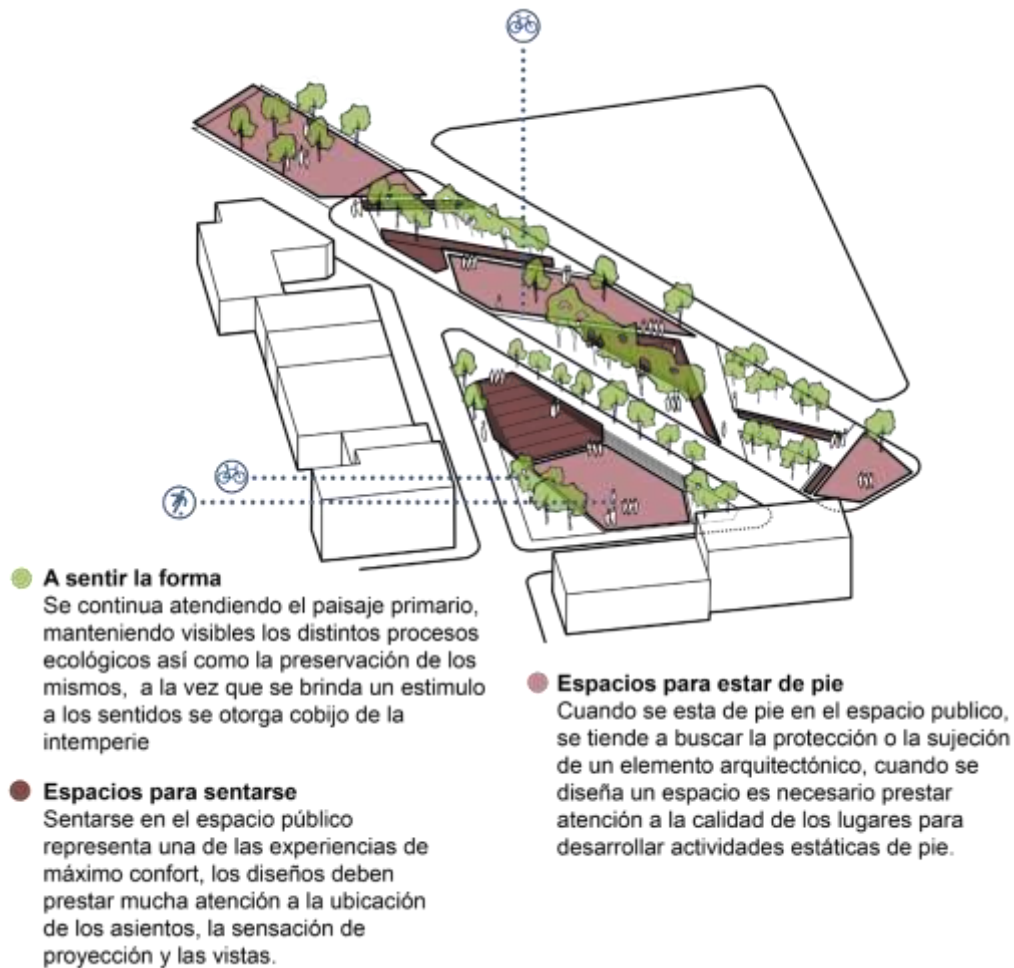 A sentir la forma
Se continua atendiendo el paisaje primario,
manteniendo visibles los distintos procesos
ecológicos así como la preservación de los
mismos,  a la vez que se brinda un estimulo
a los sentidos se otorga cobijo de la
intemperie
Espacios para sentarse
Sentarse en el espacio público
representa una de las experiencias de
máximo confort, los diseños deben
prestar mucha atención a la ubicación
de los asientos, la sensación de
proyección y las vistas.
Espacios para estar de pie
Cuando se esta de pie en el espacio publico,
se tiende a buscar la protección o la sujeción
de un elemento arquitectónico, cuando se
diseña un espacio es necesario prestar
atención a la calidad de los lugares para
desarrollar actividades estáticas de pie.